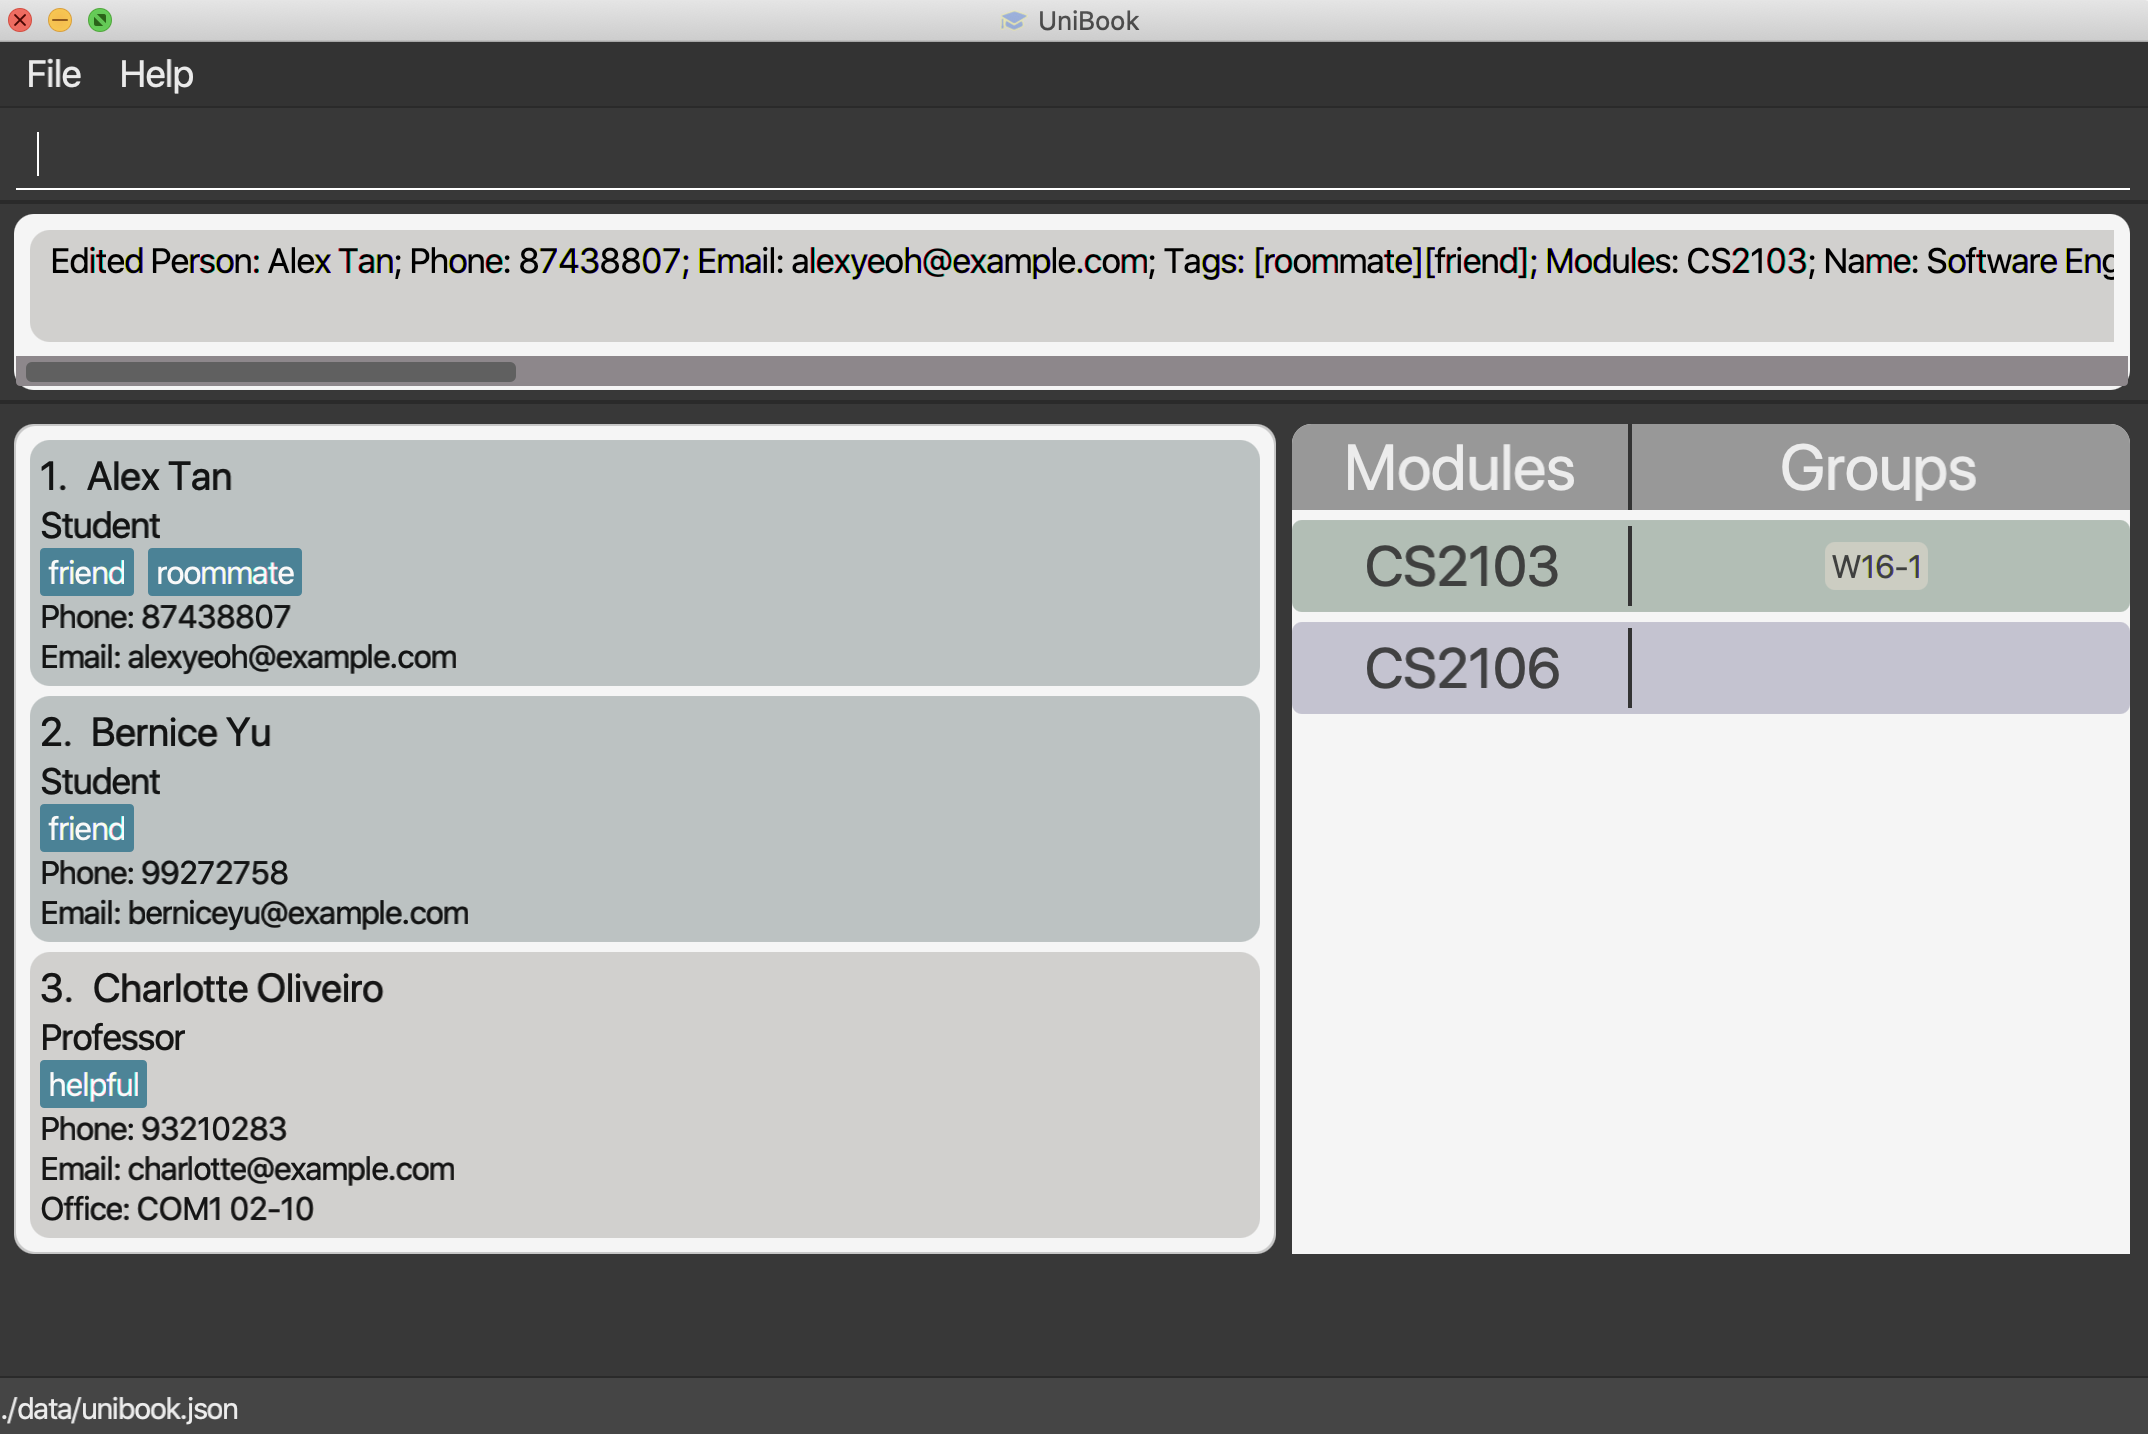 UniBook
File Help
Edited Person: Alex Tan; Phone: 87438807; Email: alexyeoh@example.com; Tags: [roommate][friend]; Modules: CS2103; Name: Software Eng
1. Alex Tan
Student
friend roommate
Phone: 87438807
Email: alexyeoh@example.com
2. Bernice Yu
Student
friend
Phone: 99272758
Email: berniceyu@example.com
3. Charlotte Oliveiro
Professor
helpful
Phone: 93210283
Email: charlotte@example.com
Office: COM1 02-10
Modules Groups
CS2103 W16-1
CS2106
./data/unibook.json